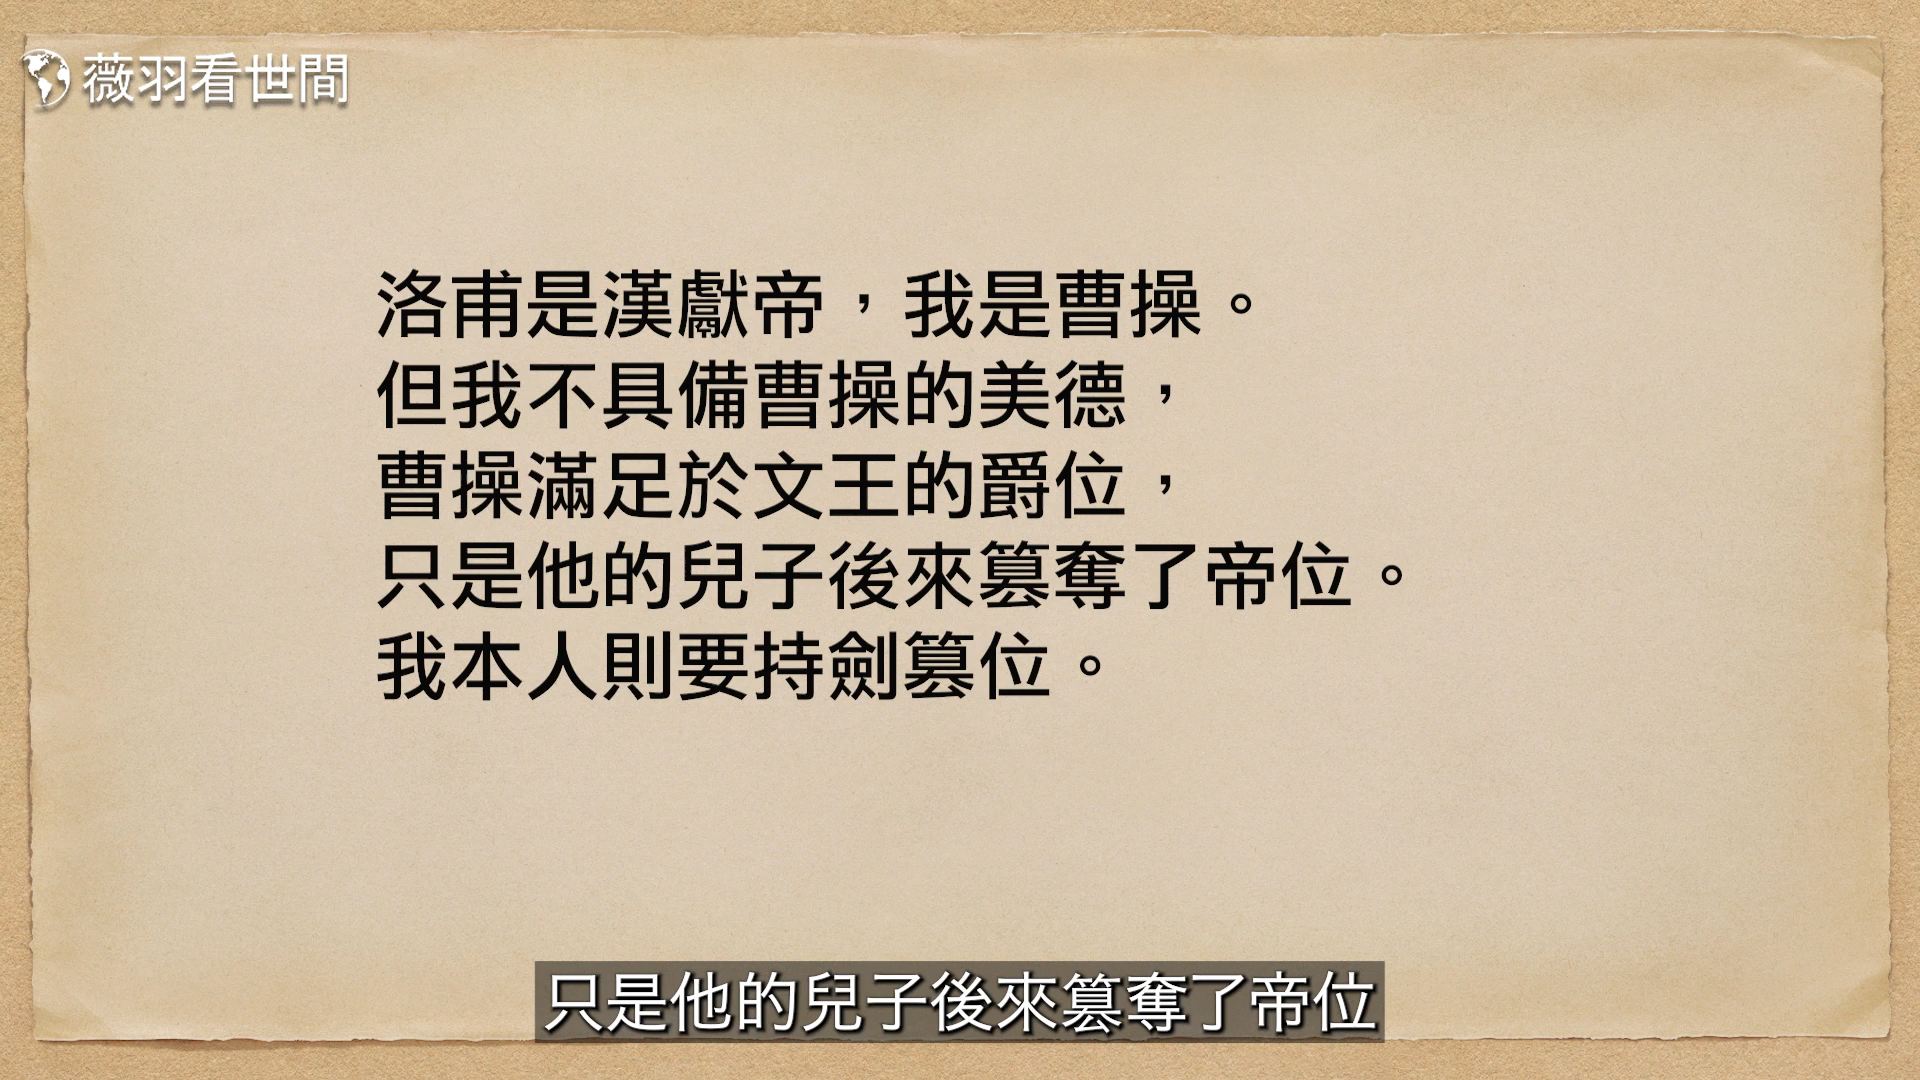 薇羽看世間
洛甫是漢獻帝，我是曹操。
但我不具備曹操的美德，
曹操滿足於文王的爵位，
只是他的兒子後來篡奪了帝位。
我本人則要持劍篡位。
只是他的兒子後來篡奪了帝位